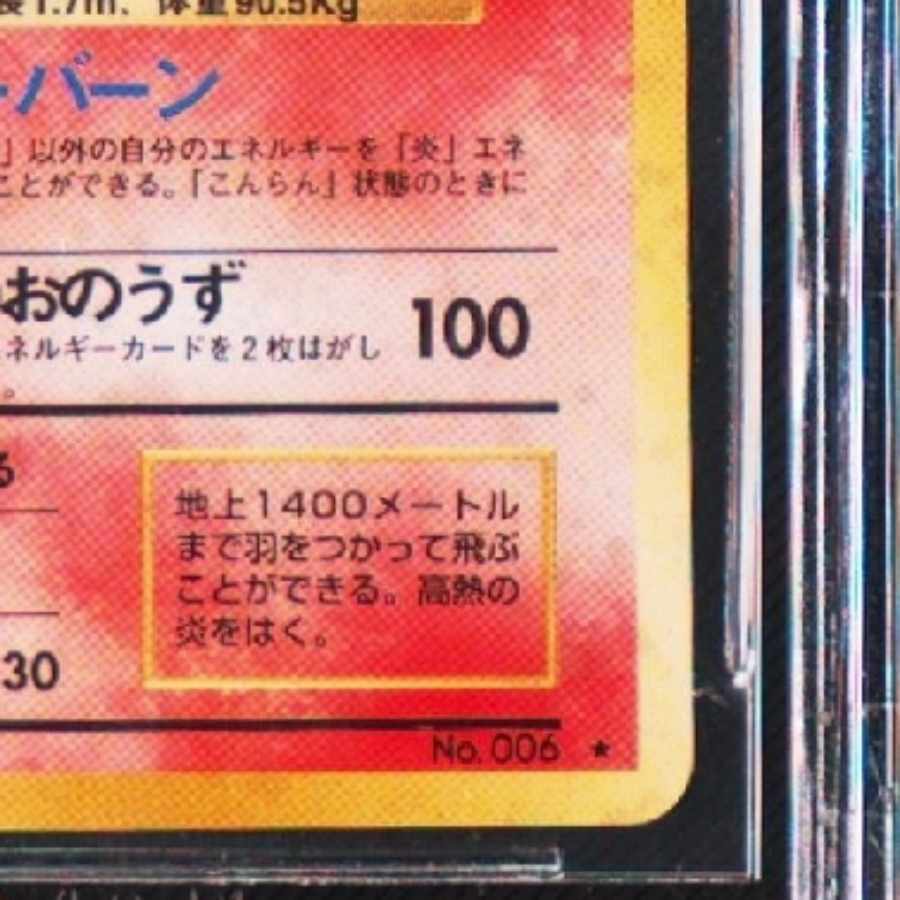 長1.7m、体重90.5Kg
バーン
」以外の自分のエネルギーを「炎」エネ
ことができる。「こんらん」状態のときに
おのうず
100
ネルギーカードを2枚はがし
。
30
地上1400メートル
まで羽をつかって飛ぶ
ことができる。高熱の
炎をはく。
No. 006 ★